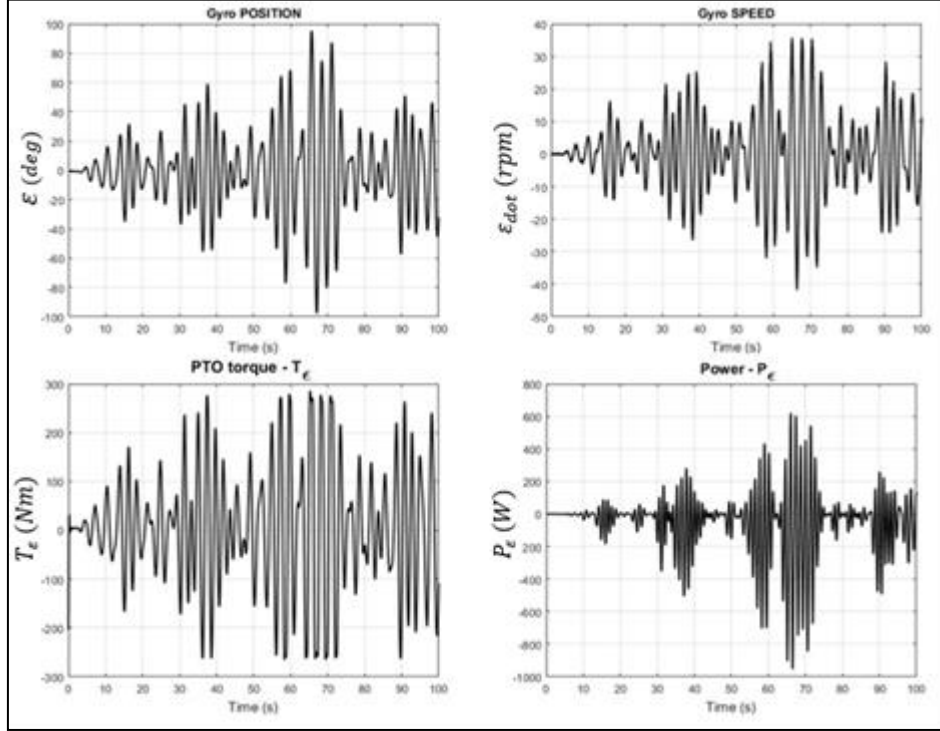 Gyro POSITION
ε (deg)
100
80
60
40
20
0
-20
-40
-60
-80
-100
0 10 20 30 40 50 60 70 80 90 100
Time (s)
Gyro SPEED
ε_dot (rpm)
40
30
20
10
0
-10
-20
-30
-40
-50
0 10 20 30 40 50 60 70 80 90 100
Time (s)
PTO torque - T_ϵ
T_ε (Nm)
300
200
100
0
-100
-200
-300
0 10 20 30 40 50 60 70 80 90 100
Time (s)
Power - P_ϵ
P_ε (W)
800
600
400
200
0
-200
-400
-600
-800
-1000
0 10 20 30 40 50 60 70 80 90 100
Time (s)